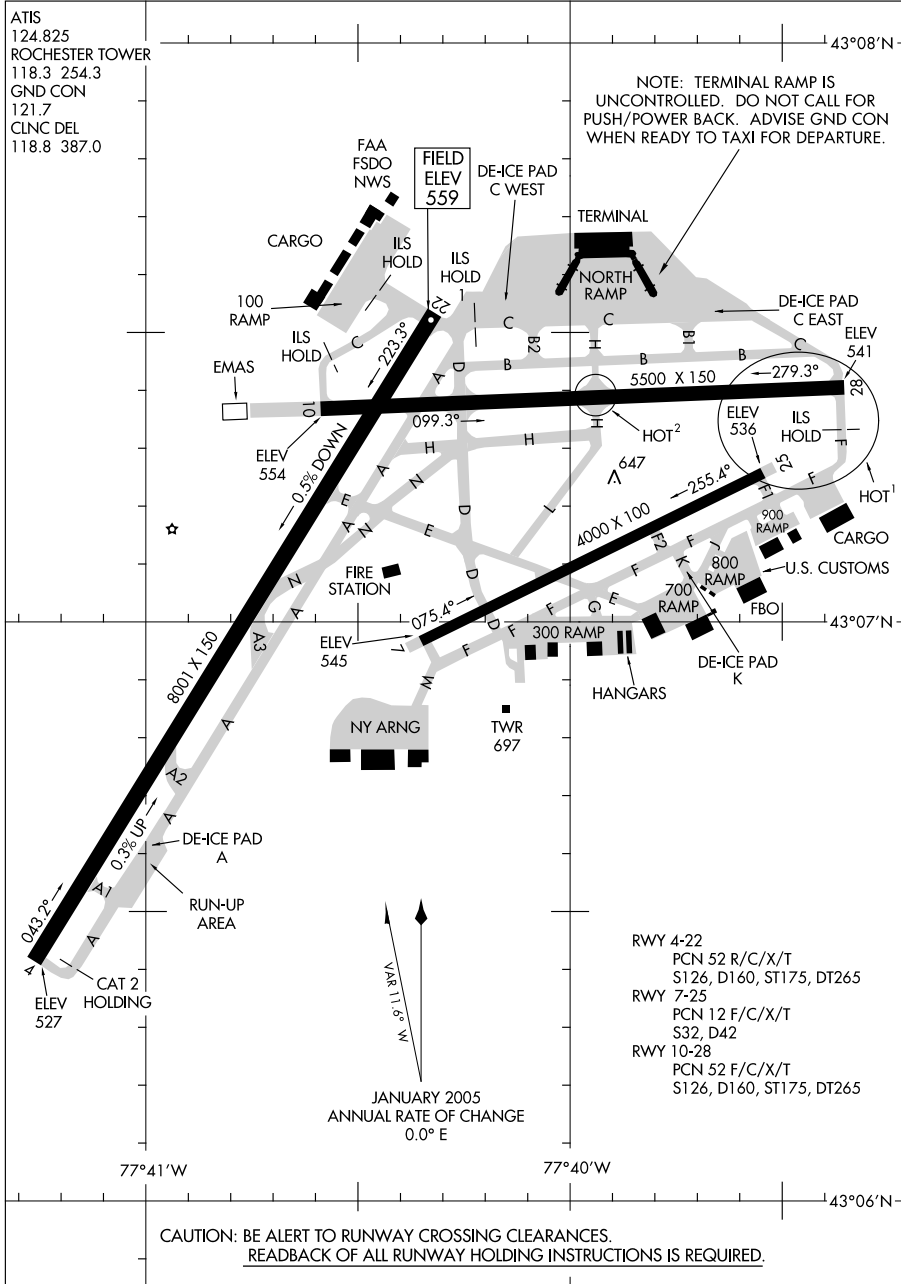 ATIS
124.825
ROCHESTER TOWER
118.3 254.3
GND CON
121.7
CLNC DEL
118.8 387.0
43°08'N
NOTE: TERMINAL RAMP IS
UNCONTROLLED. DO NOT CALL FOR
PUSH/POWER BACK. ADVISE GND CON
WHEN READY TO TAXI FOR DEPARTURE.
FAA
FSDO
NWS
FIELD
ELEV
559
DE-ICE PAD
C WEST
TERMINAL
CARGO
ILS
HOLD
ILS
HOLD
NORTH
RAMP
100
RAMP
22
DE-ICE PAD
C EAST
C
C
C
H
B2
B1
C
ILS
HOLD
223.3°
ELEV
541
EMAS
A
D
B
B
B
5500 X 150
279.3°
28
10
099.3°
ELEV
536
ILS
HOLD
F
ELEV
554
0.5% DOWN
H
H
H
HOT²
647
25
HOT¹
A
N
E
A
N
E
D
L
255.4°
4000 X 100
F1
F
900
RAMP
CARGO
F2
F
J
K
800
RAMP
U.S. CUSTOMS
FIRE
STATION
N
A
D
075.4°
D
F
F
G
E
F
F
700
RAMP
FBO
43°07'N
A3
ELEV
545
7
F
300 RAMP
DE-ICE PAD
K
8001 X 150
W
HANGARS
A
NY ARNG
TWR
697
A2
A
0.3% UP
DE-ICE PAD
A
A1
RUN-UP
AREA
043.2°
A
4
CAT 2
HOLDING
ELEV
527
VAR 11.6° W
JANUARY 2005
ANNUAL RATE OF CHANGE
0.0° E
RWY 4-22
PCN 52 R/C/X/T
S126, D160, ST175, DT265
RWY 7-25
PCN 12 F/C/X/T
S32, D42
RWY 10-28
PCN 52 F/C/X/T
S126, D160, ST175, DT265
77°41'W
77°40'W
43°06'N
CAUTION: BE ALERT TO RUNWAY CROSSING CLEARANCES.
READBACK OF ALL RUNWAY HOLDING INSTRUCTIONS IS REQUIRED.